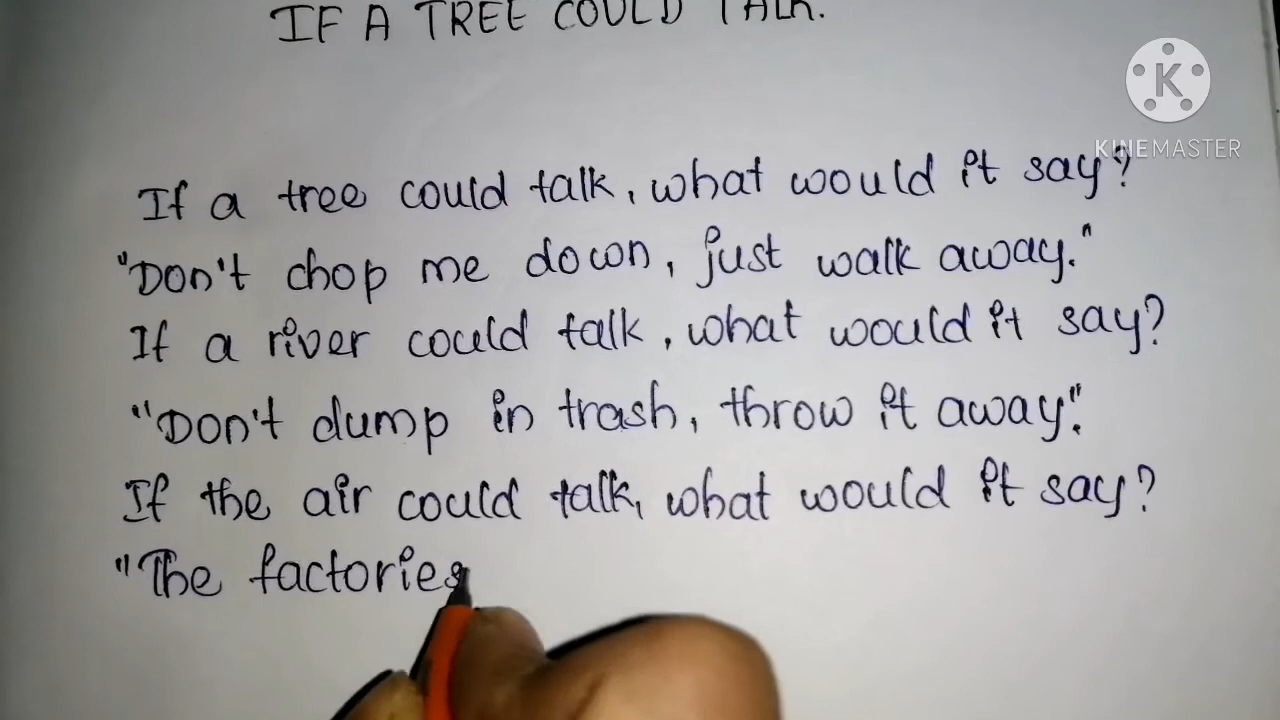 IF A TREE COULD TALK.
K
KINEMASTER
If a tree could talk, what would it say?
"Don't chop me down, just walk away."
If a river could talk, what would it say?
"Don't dump in trash, throw it away".
If the air could talk, what would it say?
"The factories